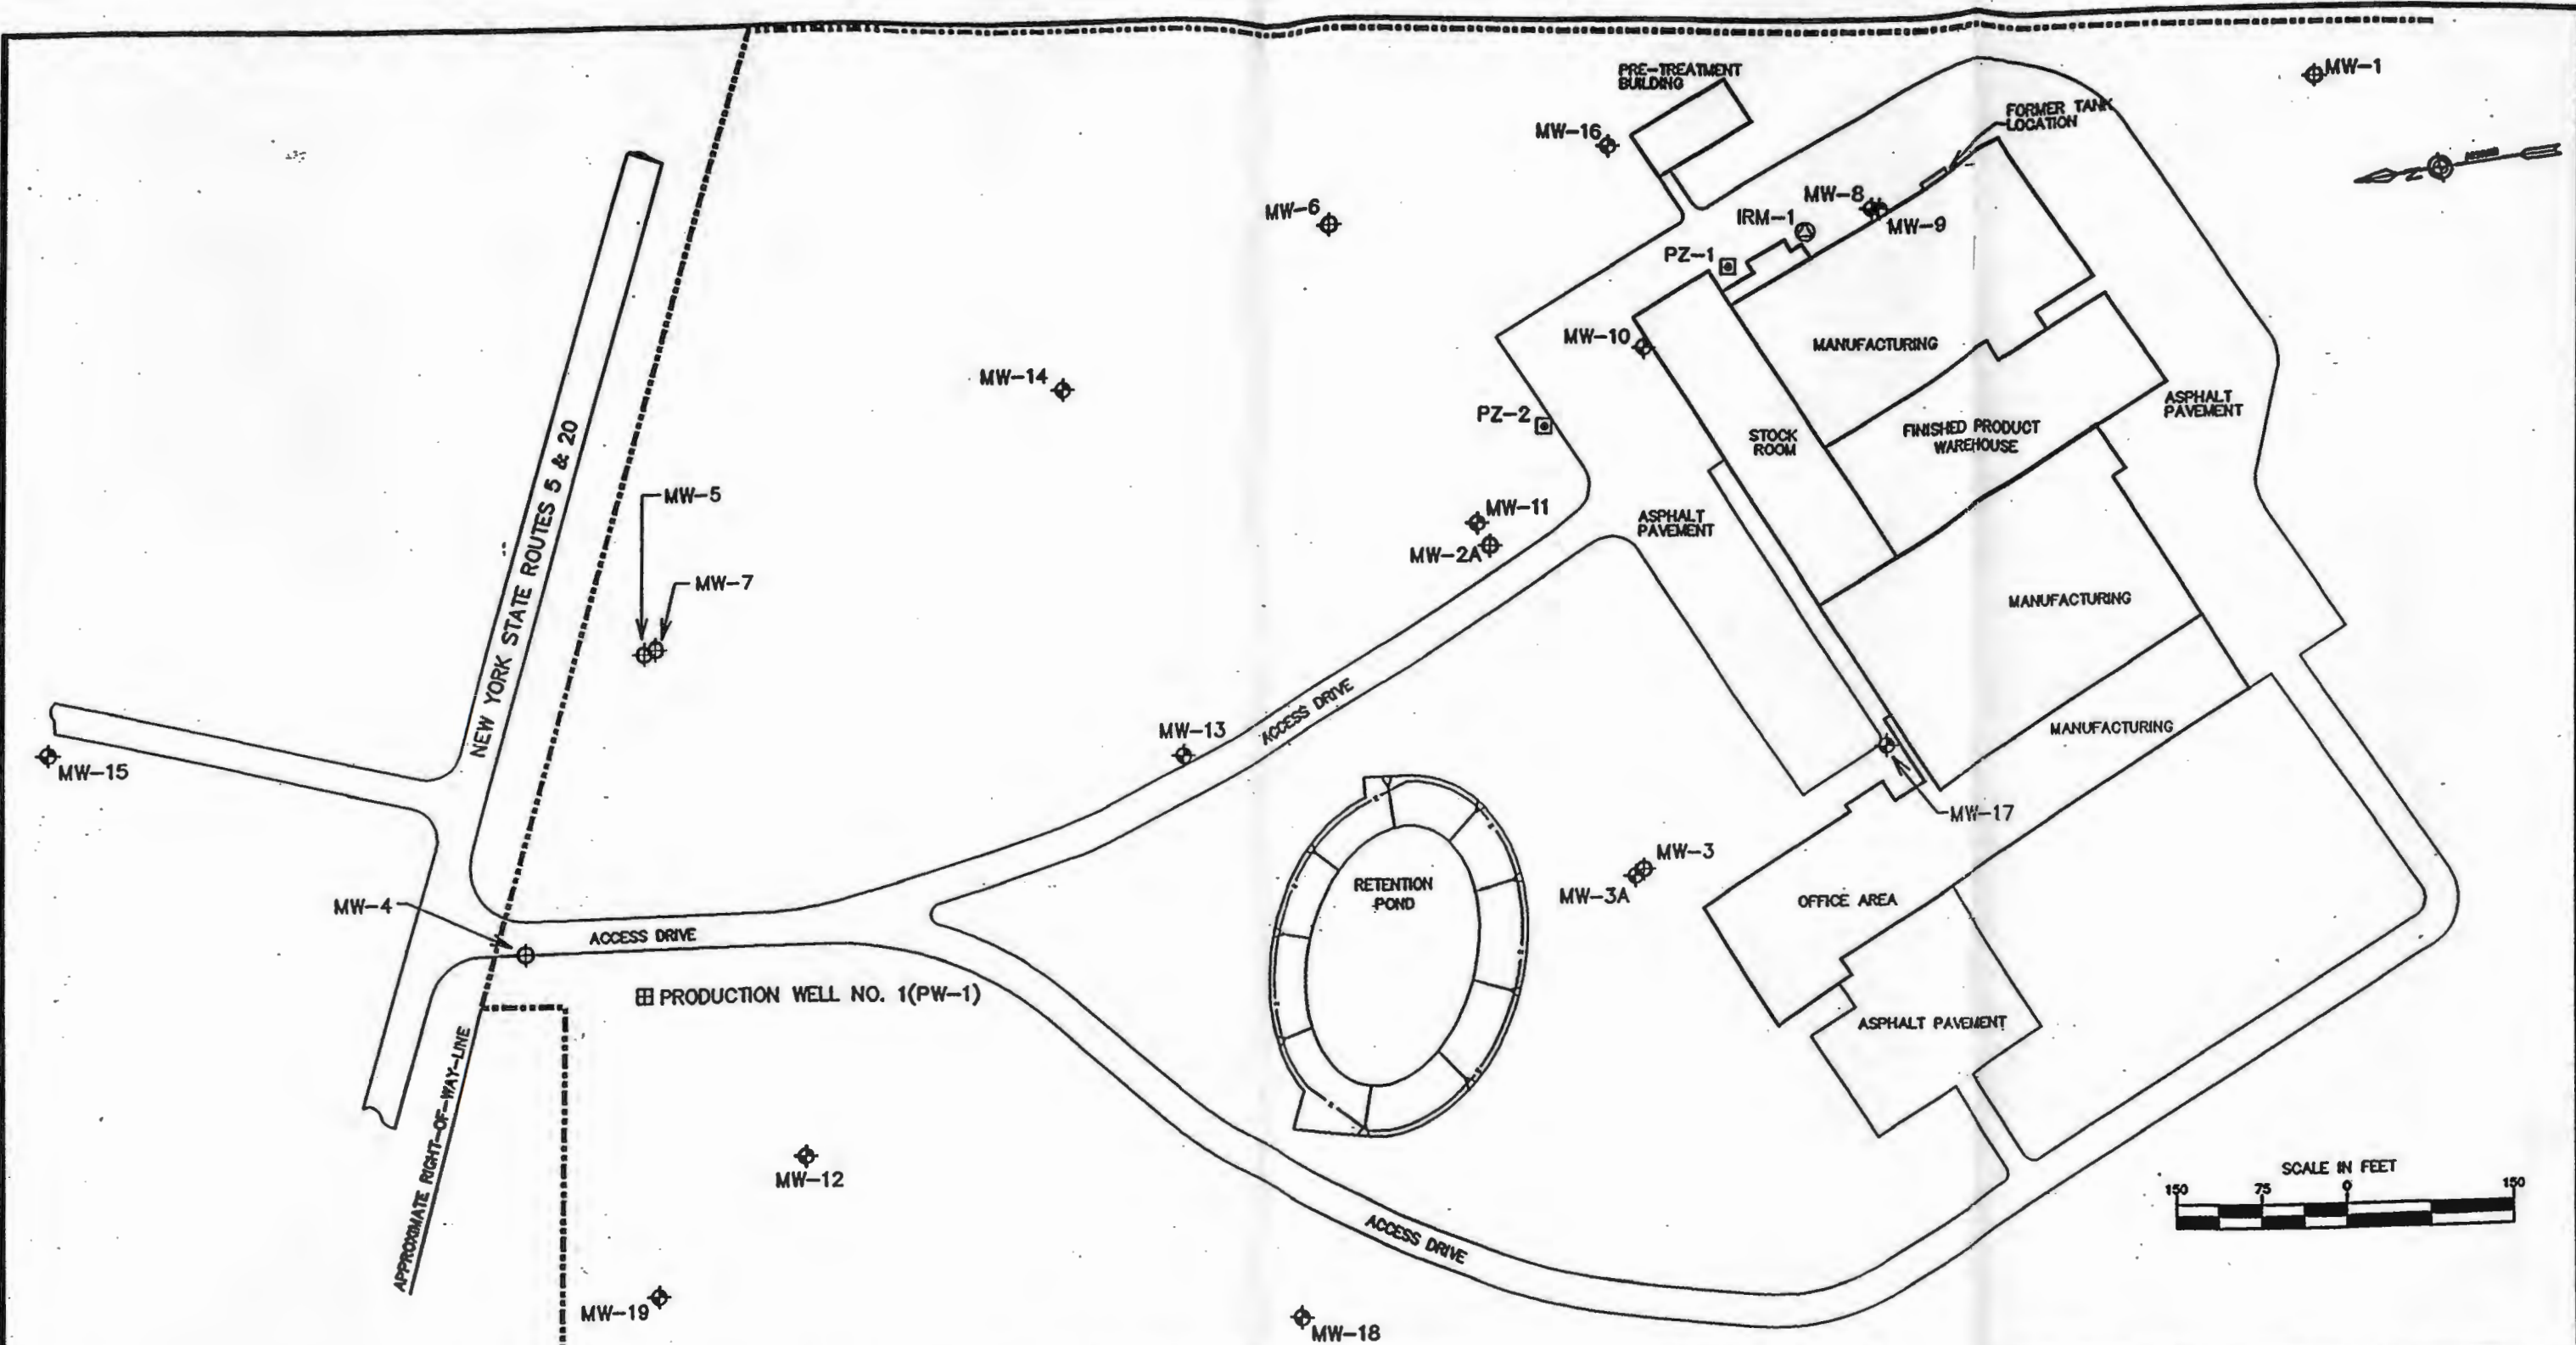 PRE-TREATMENT
BUILDING
MW-1
FORMER TANK
LOCATION
MW-16
N
MW-8
MW-6
IRM-1
MW-9
PZ-1
MW-10
MANUFACTURING
MW-14
ASPHALT
PAVEMENT
PZ-2
STOCK
ROOM
FINISHED PRODUCT
WAREHOUSE
NEW YORK STATE ROUTES 5 & 20
MW-5
MW-11
ASPHALT
PAVEMENT
MW-2A
MW-7
MANUFACTURING
ACCESS DRIVE
MW-13
MANUFACTURING
MW-15
MW-17
MW-3
RETENTION
POND
MW-3A
OFFICE AREA
MW-4
ACCESS DRIVE
PRODUCTION WELL NO. 1(PW-1)
ASPHALT PAVEMENT
APPROXIMATE RIGHT-OF-WAY-LINE
MW-12
SCALE IN FEET
150 75 0 150
ACCESS DRIVE
MW-19
MW-18